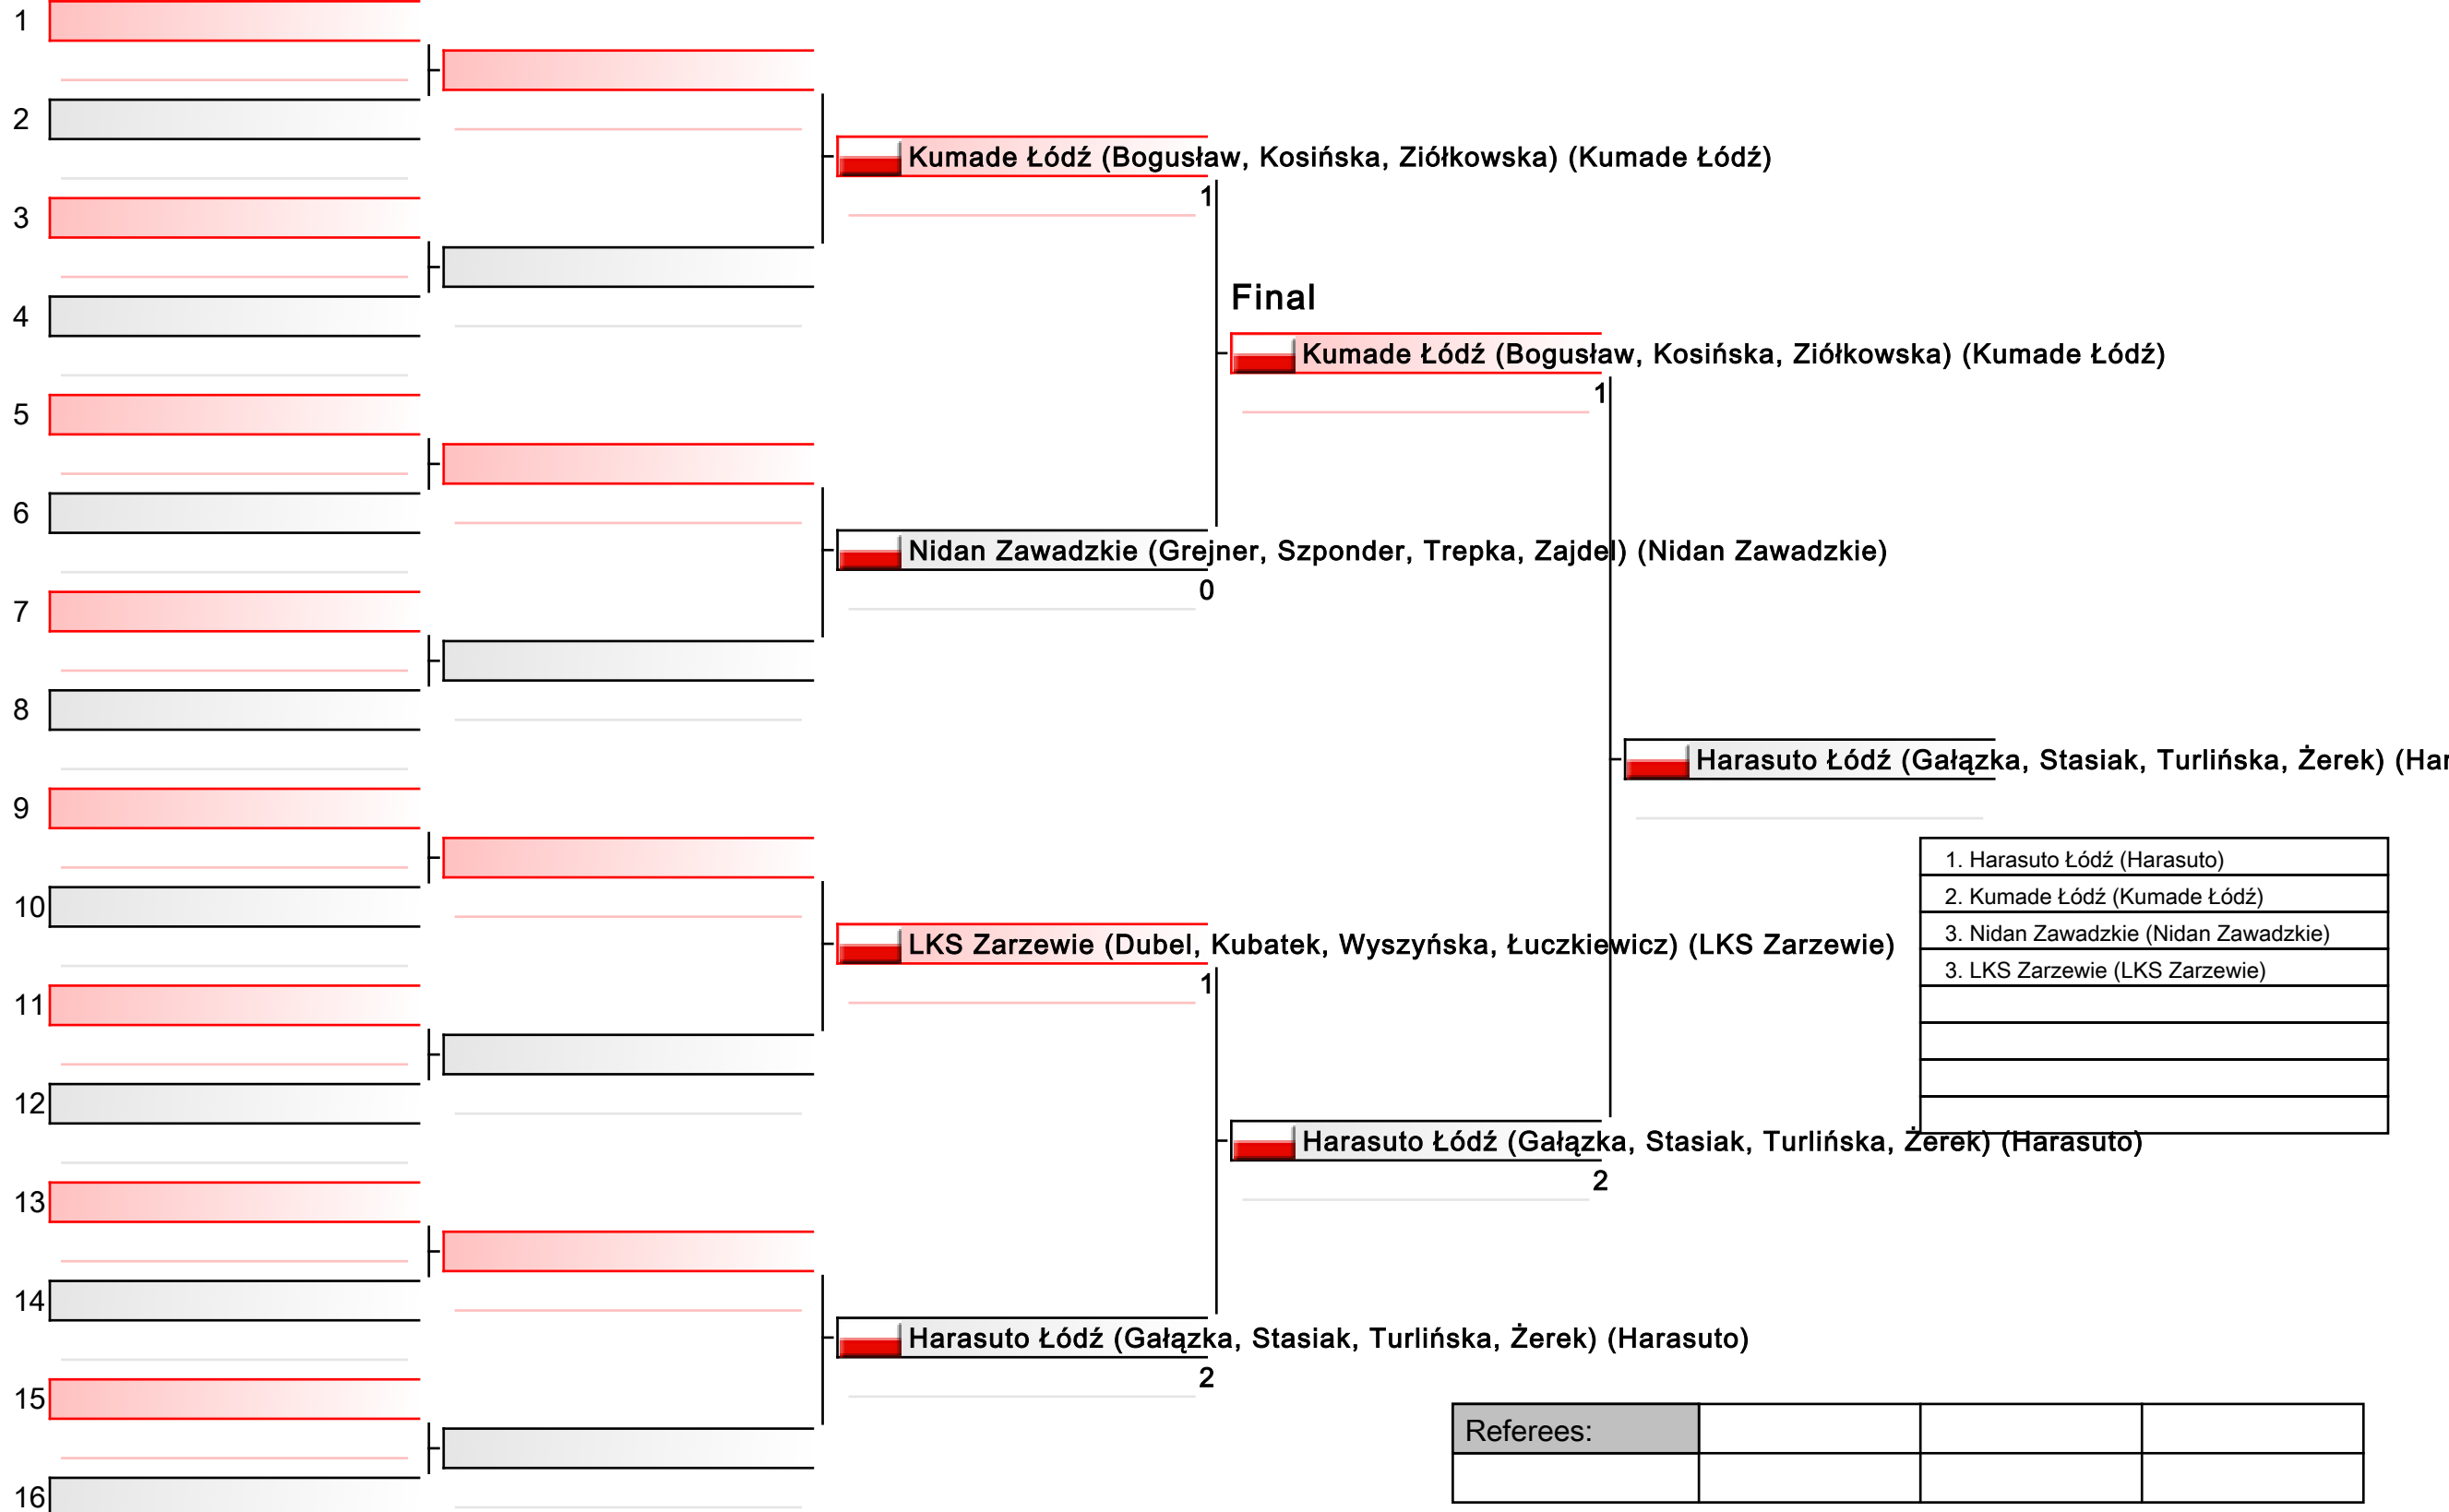 1
2
Kumade Łódź (Bogusław, Kosińska, Ziółkowska) (Kumade Łódź)
1
3
Final
4
Kumade Łódź (Bogusław, Kosińska, Ziółkowska) (Kumade Łódź)
1
5
6
Nidan Zawadzkie (Grejner, Szponder, Trepka, Zajdel) (Nidan Zawadzkie)
0
7
8
Harasuto Łódź (Gałązka, Stasiak, Turlińska, Żerek) (Har
9
1. Harasuto Łódź (Harasuto)
2. Kumade Łódź (Kumade Łódź)
3. Nidan Zawadzkie (Nidan Zawadzkie)
3. LKS Zarzewie (LKS Zarzewie)
10
LKS Zarzewie (Dubel, Kubatek, Wyszyńska, Łuczkiewicz) (LKS Zarzewie)
1
11
12
Harasuto Łódź (Gałązka, Stasiak, Turlińska, Żerek) (Harasuto)
2
13
14
Harasuto Łódź (Gałązka, Stasiak, Turlińska, Żerek) (Harasuto)
2
15
Referees:
16